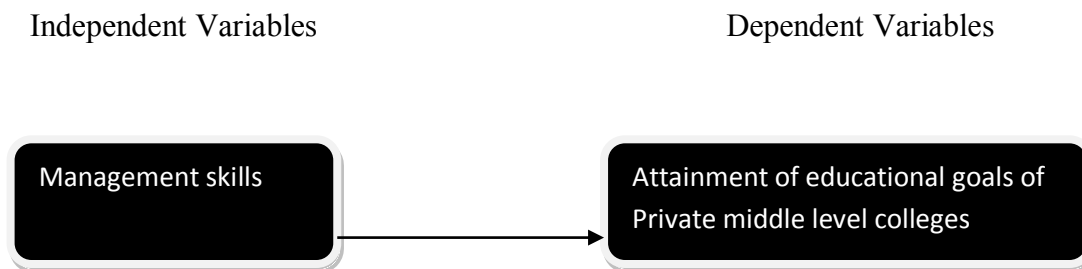 Independent Variables
Dependent Variables
Management skills
Attainment of educational goals of
Private middle level colleges